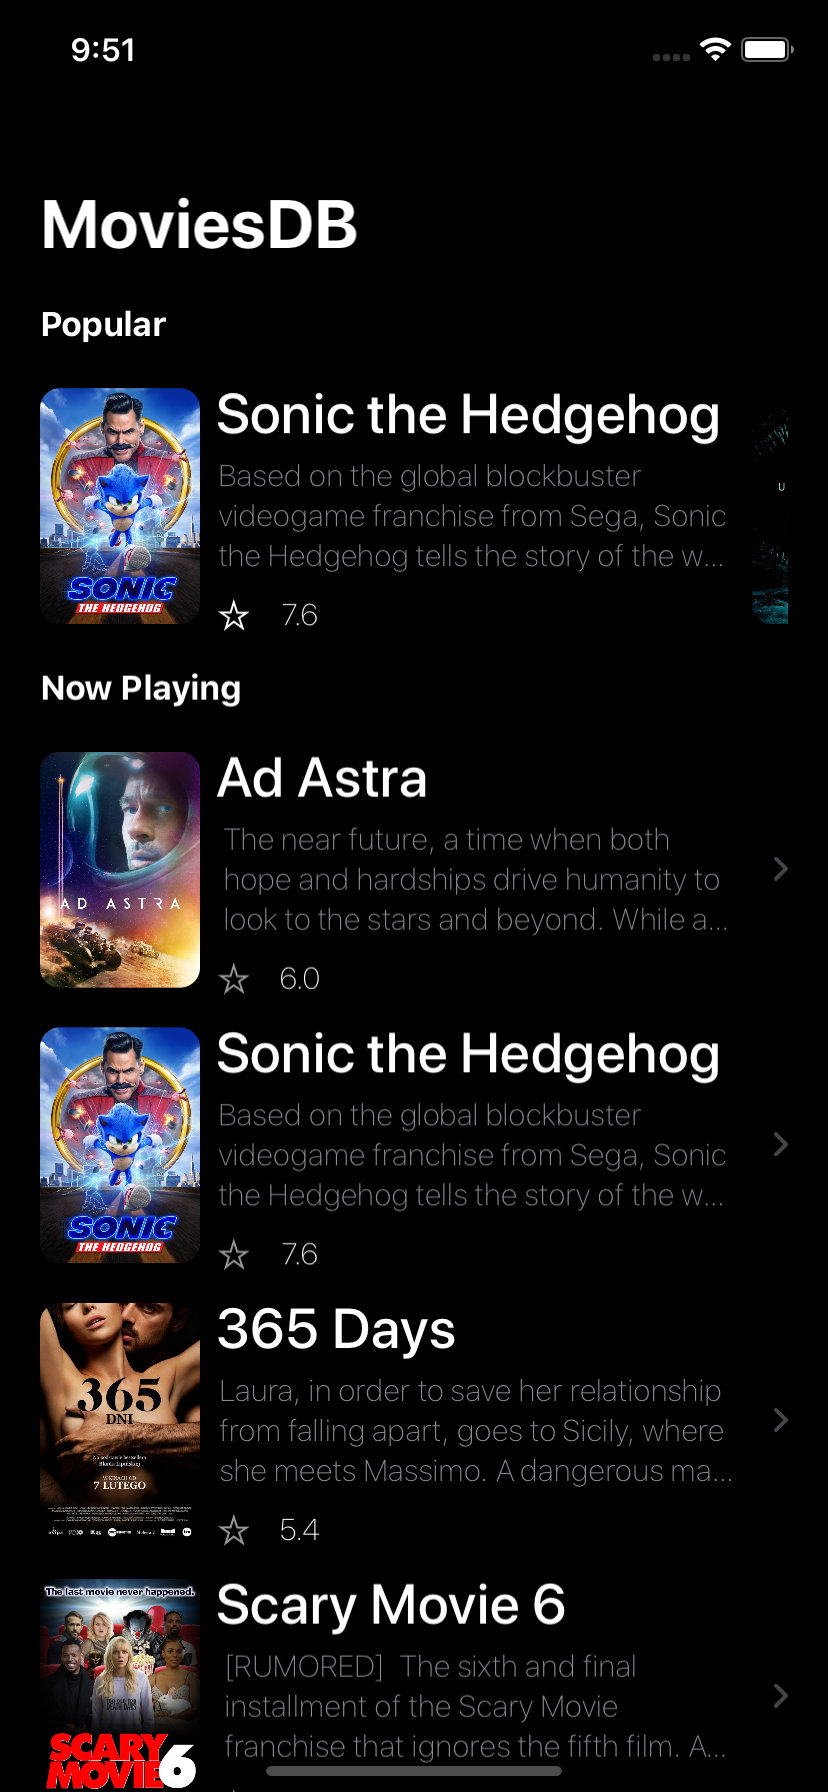 9:51
MoviesDB
Popular
Sonic the Hedgehog
Based on the global blockbuster
videogame franchise from Sega, Sonic
the Hedgehog tells the story of the w...
7.6
SONIC
THE HEDGEHOG
U
Now Playing
Ad Astra
The near future, a time when both
hope and hardships drive humanity to
look to the stars and beyond. While a...
6.0
AD ASTRA
Sonic the Hedgehog
Based on the global blockbuster
videogame franchise from Sega, Sonic
the Hedgehog tells the story of the w...
7.6
SONIC
THE HEDGEHOG
365 Days
Laura, in order to save her relationship
from falling apart, goes to Sicily, where
she meets Massimo. A dangerous ma...
5.4
365
DNI
Na podstawie bestsellera
Blanki Lipińskiej
W KINACH OD
7 LUTEGO
Scary Movie 6
[RUMORED] The sixth and final
installment of the Scary Movie
franchise that ignores the fifth film. A...
The last movie never happened.
SCARY
MOVIE 6